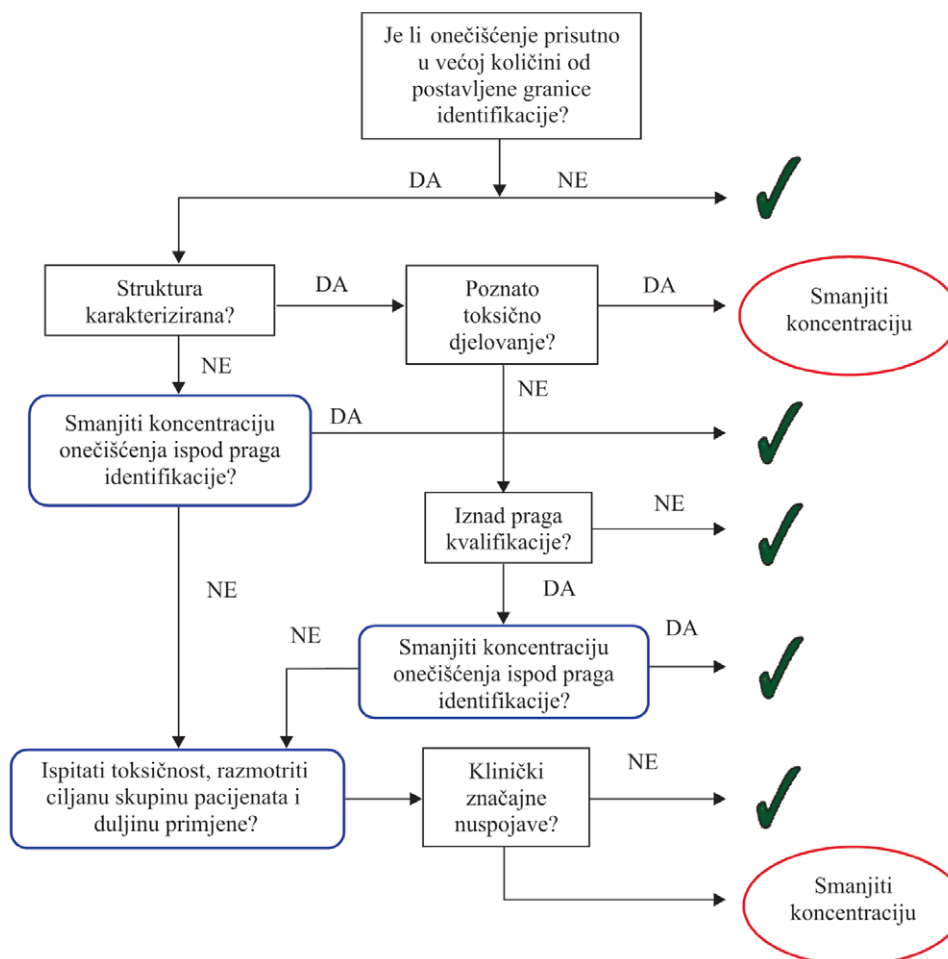 Je li onečišćenje prisutno
u većoj količini od
postavljene granice
identifikacije?
DA
NE
Struktura
karakterizirana?
DA
Poznato
toksično
djelovanje?
DA
Smanjiti
koncentraciju
NE
NE
Smanjiti koncentraciju
onečišćenja ispod praga
identifikacije?
DA
Iznad praga
kvalifikacije?
NE
NE
DA
NE
Smanjiti koncentraciju
onečišćenja ispod praga
identifikacije?
DA
Ispitati toksičnost, razmotriti
ciljanu skupinu pacijenata i
duljinu primjene?
Klinički
značajne
nuspojave?
NE
Smanjiti
koncentraciju